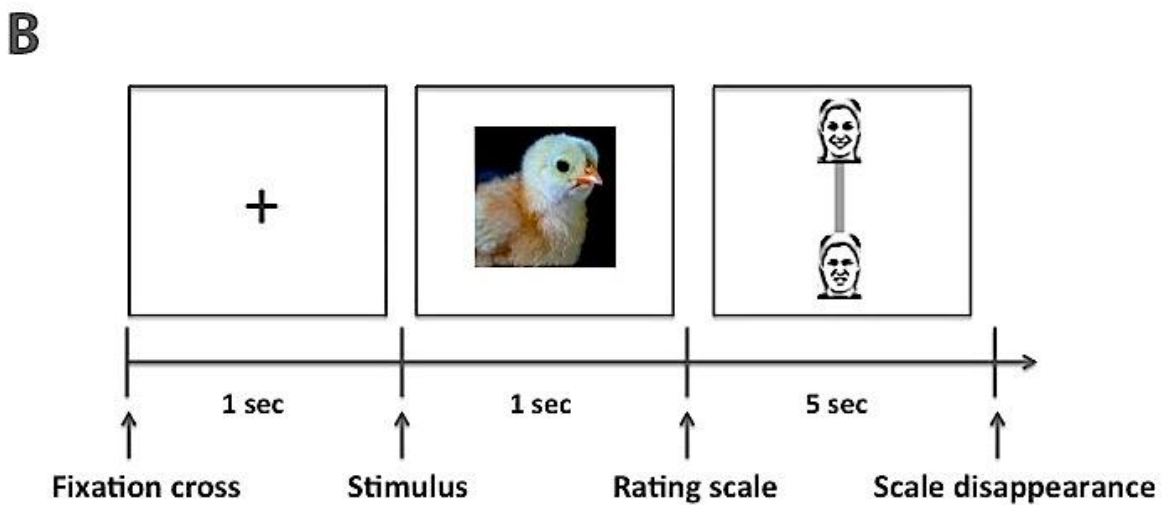 B
+
1 sec 1 sec 5 sec
Fixation cross Stimulus Rating scale Scale disappearance